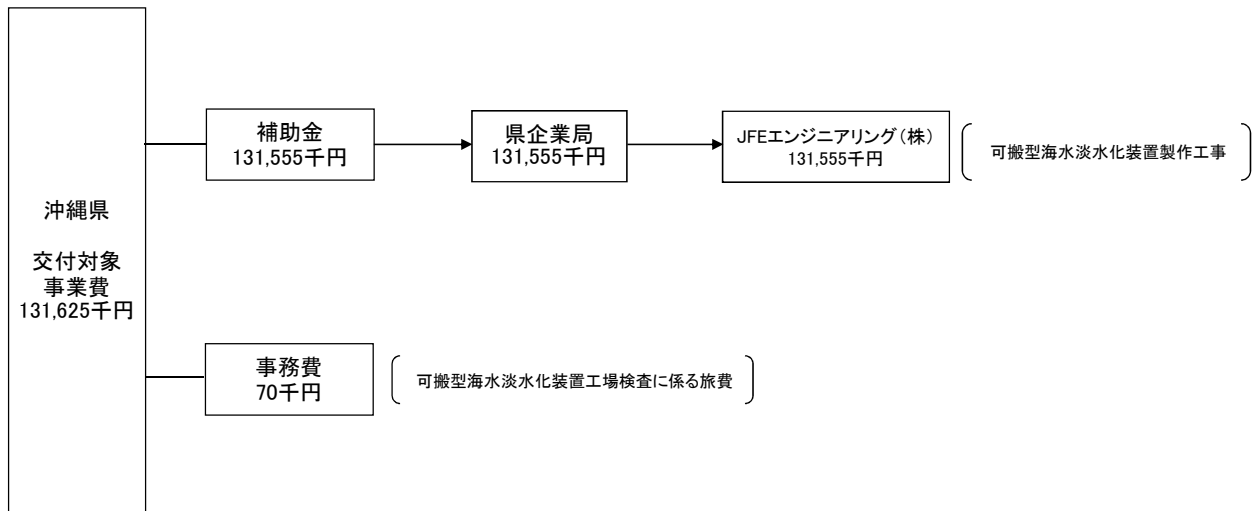 沖縄県
交付対象
事業費
131,625千円
補助金
131,555千円
県企業局
131,555千円
JFEエンジニアリング(株)
131,555千円
可搬型海水淡水化装置製作工事
事務費
70千円
可搬型海水淡水化装置工場検査に係る旅費